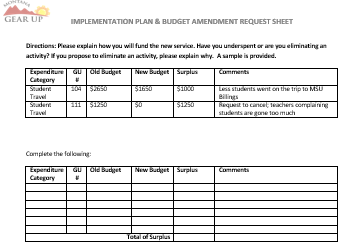 MONTANA
GEAR UP
IMPLEMENTATION PLAN & BUDGET AMENDMENT REQUEST SHEET
Directions: Please explain how you will fund the new service. Have you underspent or are you eliminating an
activity? If you propose to eliminate an activity, please explain why. A sample is provided.
Expenditure Category GU # Old Budget New Budget Surplus Comments
Student Travel 104 $2650 $1650 $1000 Less students went on the trip to MSU Billings
Student Travel 111 $1250 $0 $1250 Request to cancel; teachers complaining students are gone too much
Complete the following:
Expenditure Category GU # Old Budget New Budget Surplus Comments
Total of Surplus